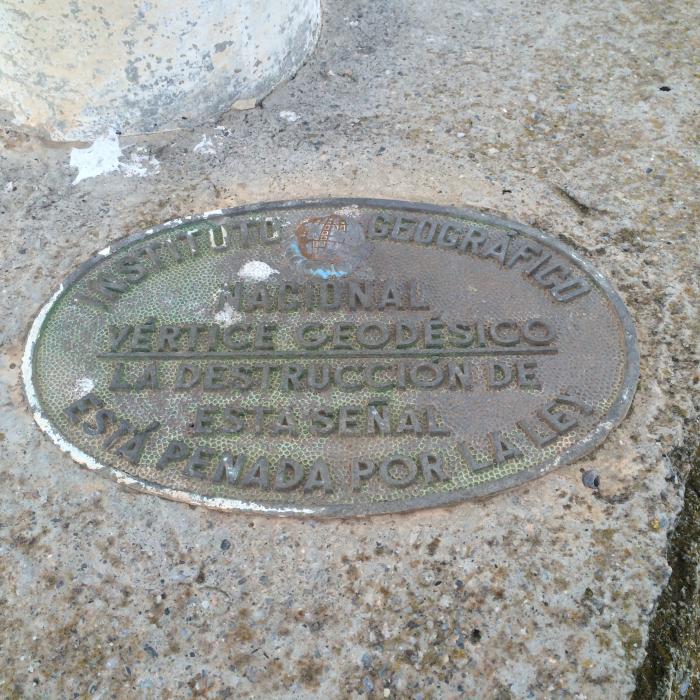 INSTITUTO GEOGRÁFICO
NACIONAL
VÉRTICE GEODÉSICO
LA DESTRUCCIÓN DE
ESTA SEÑAL
ESTÁ PENADA POR LA LEY